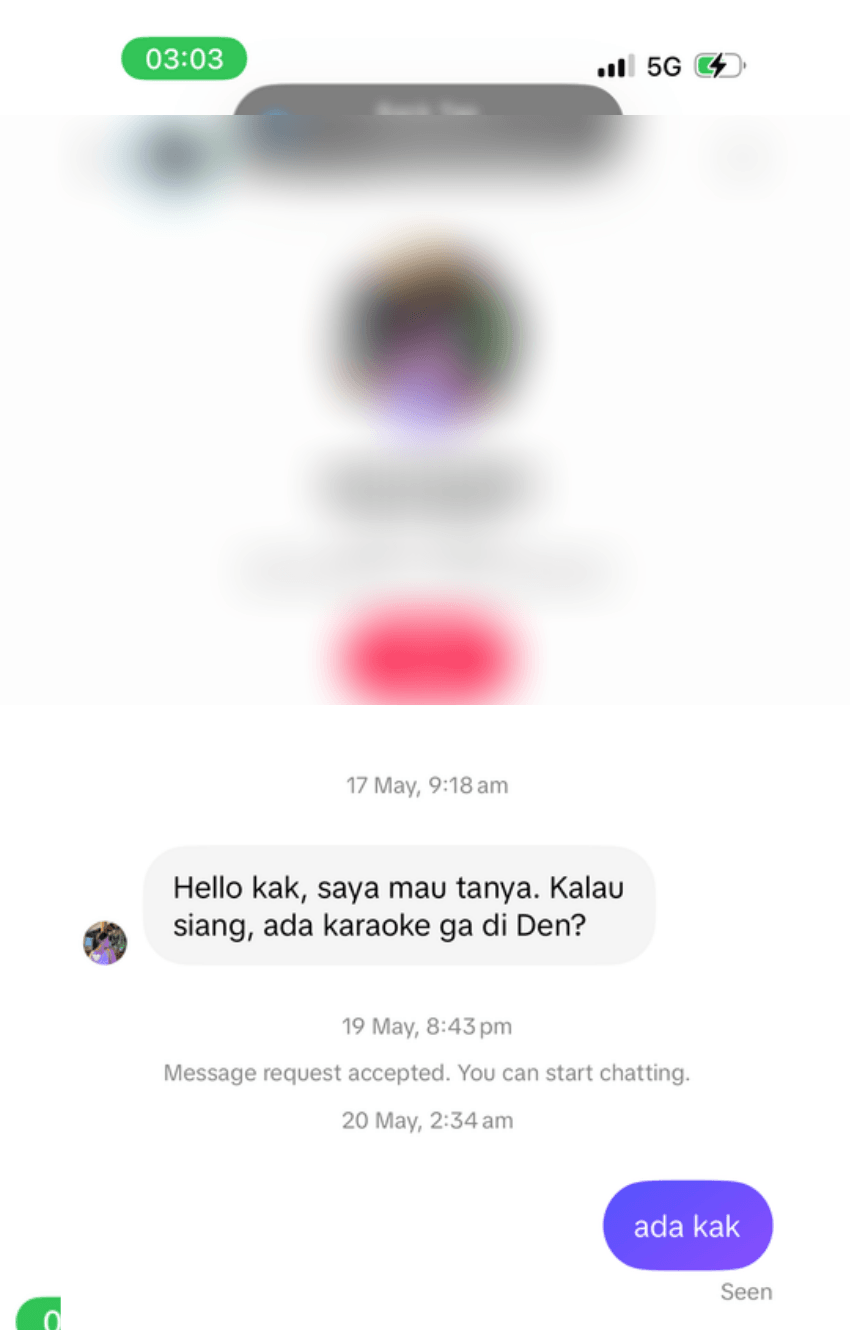 03:03
5G
17 May, 9:18 am
Hello kak, saya mau tanya. Kalau
siang, ada karaoke ga di Den?
19 May, 8:43 pm
Message request accepted. You can start chatting.
20 May, 2:34 am
ada kak
Seen
0